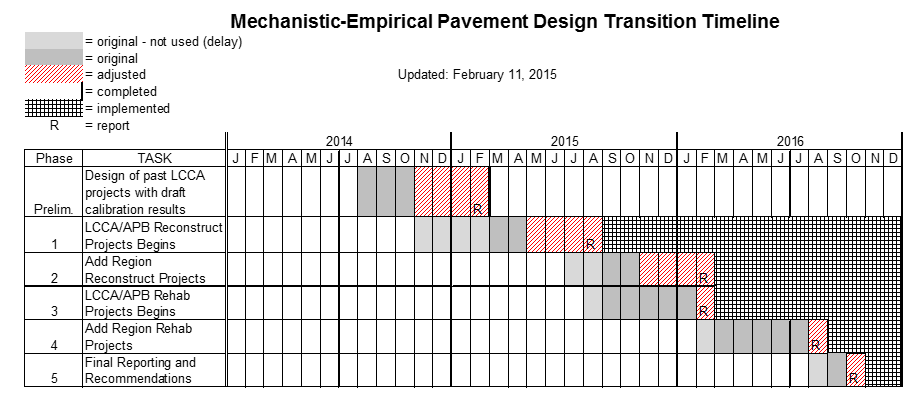 Mechanistic-Empirical Pavement Design Transition Timeline
= original - not used (delay)
= original
= adjusted
Updated: February 11, 2015
= completed
= implemented
R = report
2014 2015 2016
Phase TASK J F M A M J J A S O N D J F M A M J J A S O N D J F M A M J J A S O N D
Design of past LCCA
projects with draft
Prelim. calibration results R
LCCA/APB Reconstruct
1 Projects Begins R
Add Region
2 Reconstruct Projects R
LCCA/APB Rehab
3 Projects Begins R
Add Region Rehab
4 Projects R
Final Reporting and
5 Recommendations R